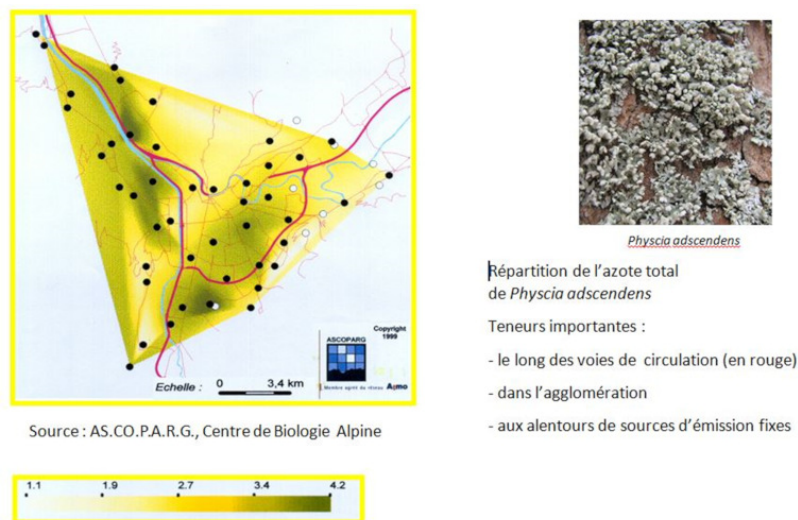 Copyright
1999
ASCOPARG
Echelle : 0 3,4 km
Source : AS.CO.P.A.R.G., Centre de Biologie Alpine
1.1 1.9 2.7 3.4 4.2
Physcia adscendens
Répartition de l'azote total
de Physcia adscendens
Teneurs importantes :
- le long des voies de circulation (en rouge)
- dans l'agglomération
- aux alentours de sources d'émission fixes